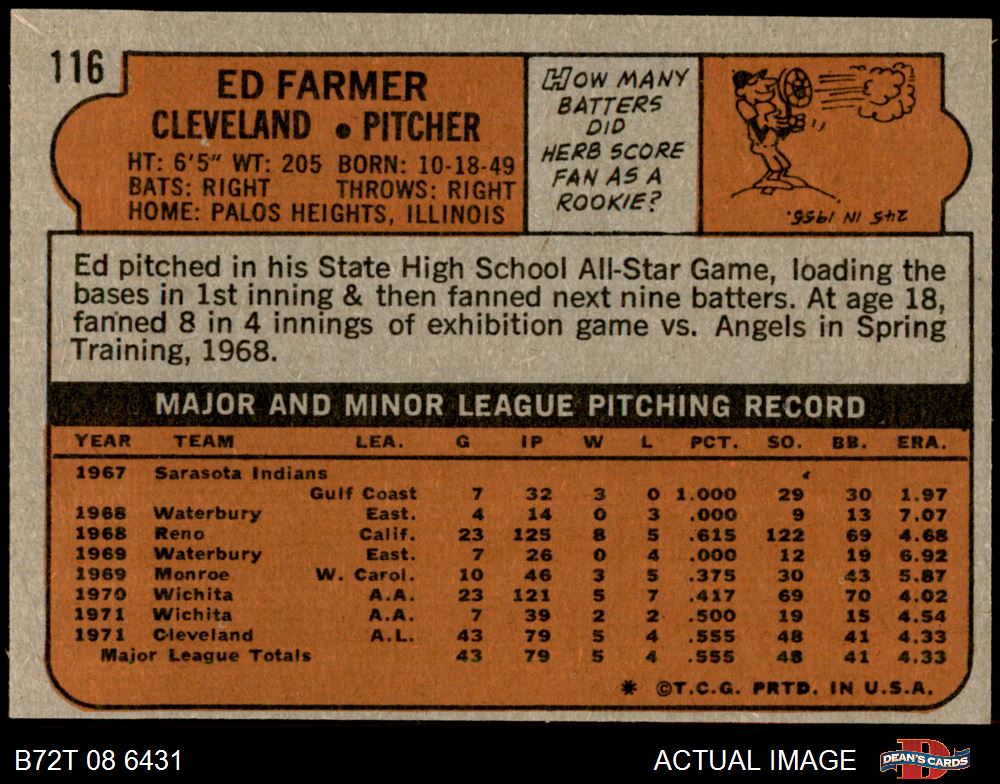 116
ED FARMER
CLEVELAND • PITCHER
HT: 6'5" WT: 205 BORN: 10-18-49
BATS: RIGHT THROWS: RIGHT
HOME: PALOS HEIGHTS, ILLINOIS
HOW MANY
BATTERS
DID
HERB SCORE
FAN AS A
ROOKIE?
245 IN 1955.
Ed pitched in his State High School All-Star Game, loading the
bases in 1st inning & then fanned next nine batters. At age 18,
fanned 8 in 4 innings of exhibition game vs. Angels in Spring
Training, 1968.
MAJOR AND MINOR LEAGUE PITCHING RECORD
YEAR TEAM LEA. G IP W L PCT. SO. BB. ERA.
1967 Sarasota Indians
Gulf Coast 7 32 3 0 1.000 29 30 1.97
1968 Waterbury East. 4 14 0 3 .000 9 13 7.07
1968 Reno Calif. 23 125 8 5 .615 122 69 4.68
1969 Waterbury East. 7 26 0 4 .000 12 19 6.92
1969 Monroe W. Carol. 10 46 3 5 .375 30 43 5.87
1970 Wichita A.A. 23 121 5 7 .417 69 70 4.02
1971 Wichita A.A. 7 39 2 2 .500 19 15 4.54
1971 Cleveland A.L. 43 79 5 4 .555 48 41 4.33
Major League Totals 43 79 5 4 .555 48 41 4.33
* ©T.C.G. PRTD. IN U.S.A.
B72T 08 6431 ACTUAL IMAGE DEAN'S CARDS